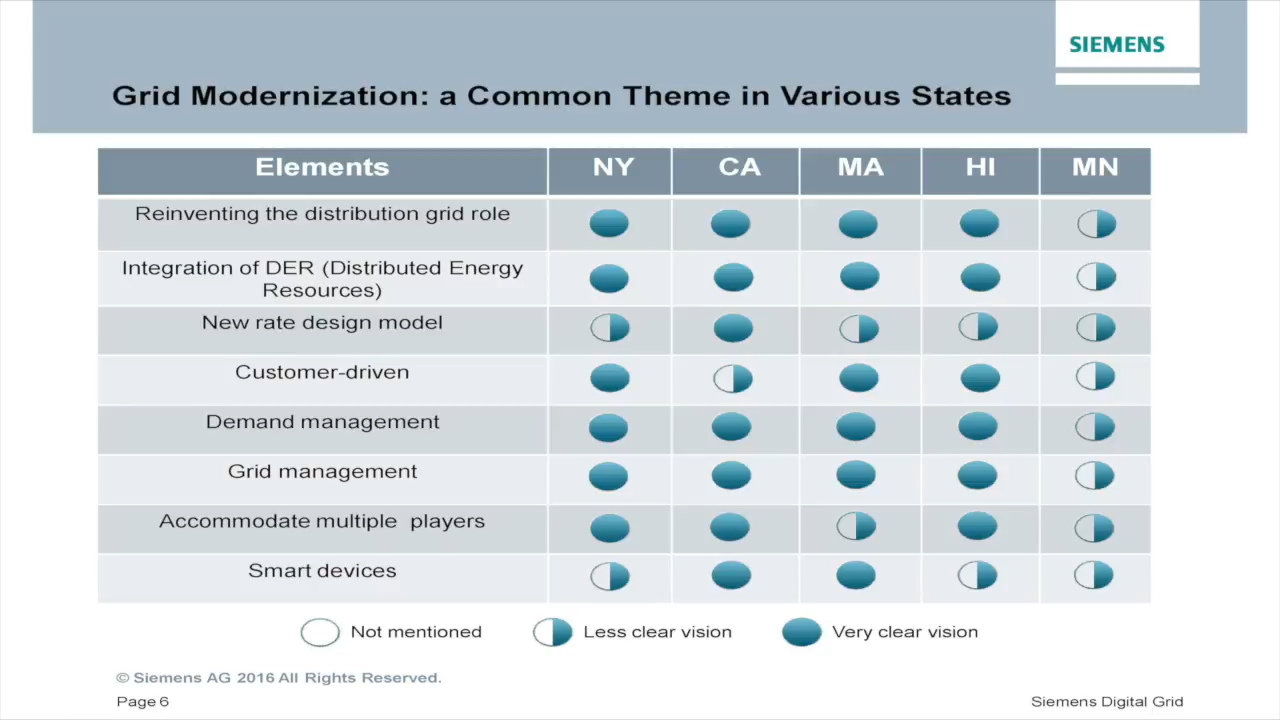 SIEMENS
Grid Modernization: a Common Theme in Various States
Elements NY CA MA HI MN
Reinventing the distribution grid role
Integration of DER (Distributed Energy
Resources)
New rate design model
Customer-driven
Demand management
Grid management
Accommodate multiple players
Smart devices
Not mentioned Less clear vision Very clear vision
© Siemens AG 2016 All Rights Reserved.
Page 6 Siemens Digital Grid